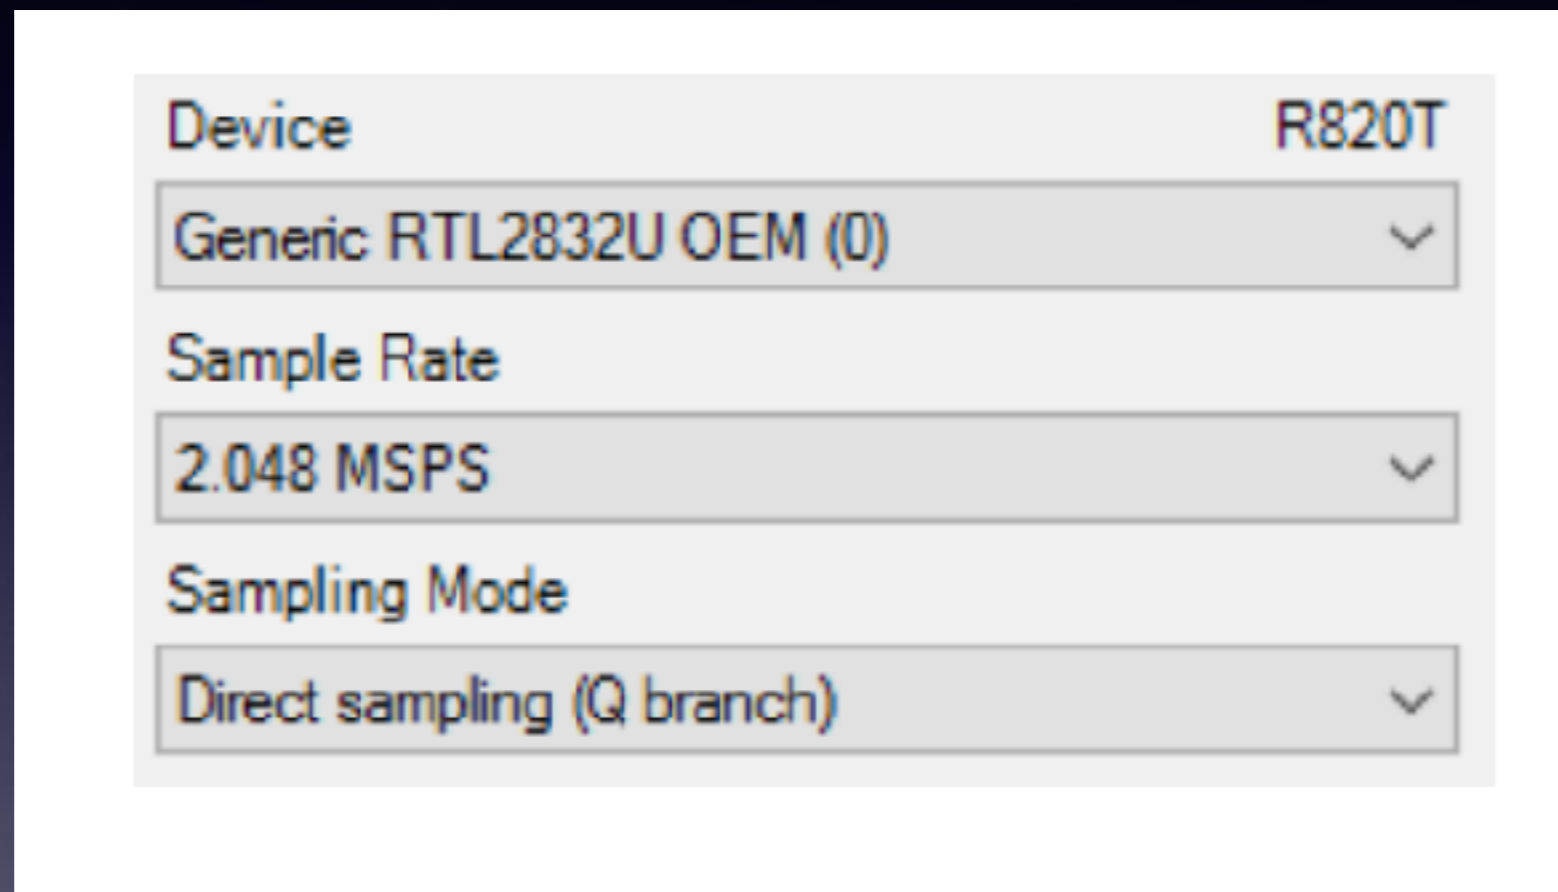 Device R820T
Generic RTL2832U OEM (0)
Sample Rate
2.048 MSPS
Sampling Mode
Direct sampling (Q branch)